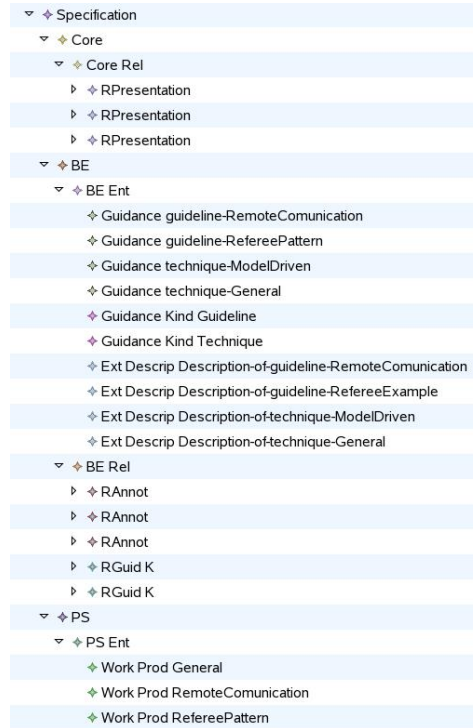 Specification
Core
Core Rel
RPresentation
RPresentation
RPresentation
BE
BE Ent
Guidance guideline-RemoteComunication
Guidance guideline-RefereePattern
Guidance technique-ModelDriven
Guidance technique-General
Guidance Kind Guideline
Guidance Kind Technique
Ext Descrip Description-of-guideline-RemoteComunication
Ext Descrip Description-of-guideline-RefereeExample
Ext Descrip Description-of-technique-ModelDriven
Ext Descrip Description-of-technique-General
BE Rel
RAnnot
RAnnot
RAnnot
RGuid K
RGuid K
PS
PS Ent
Work Prod General
Work Prod RemoteComunication
Work Prod RefereePattern